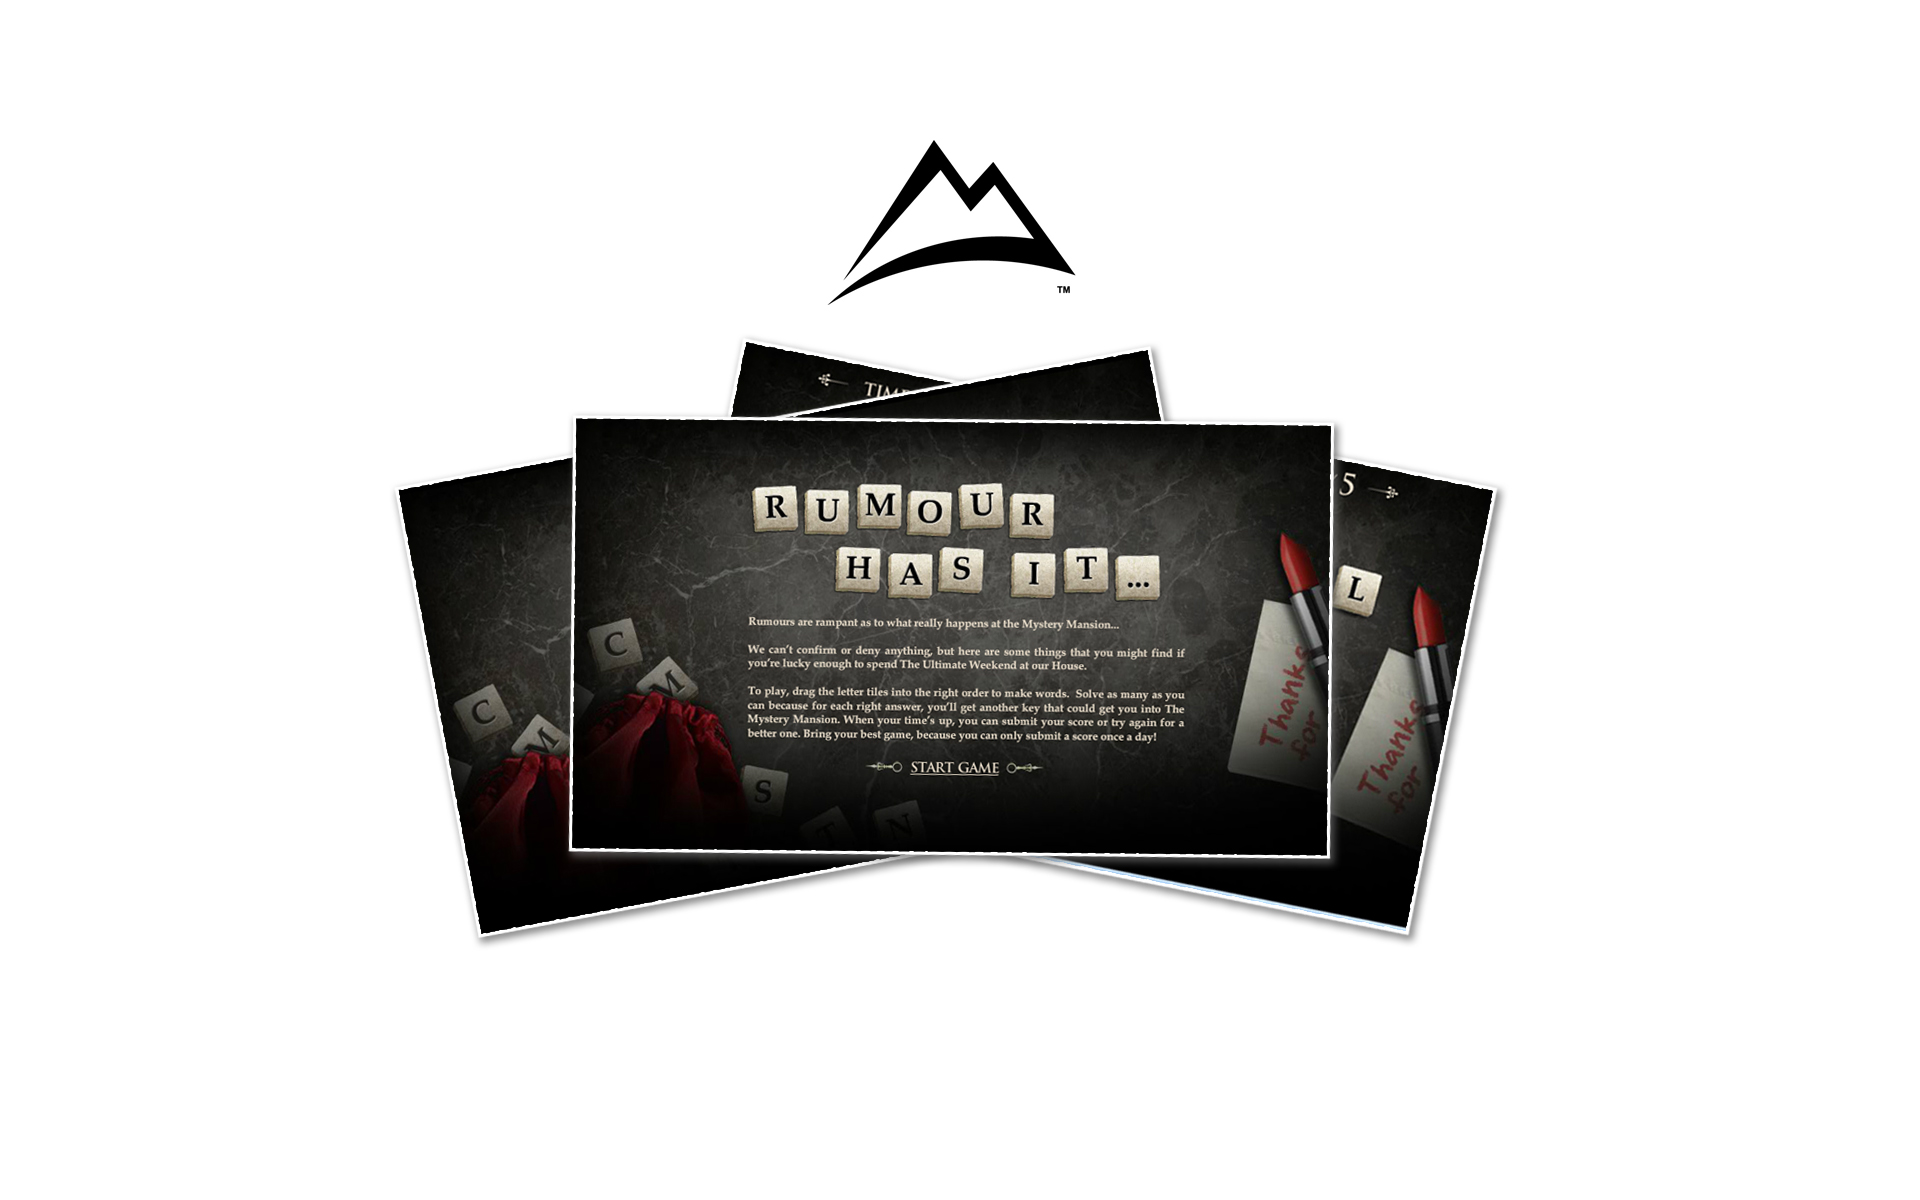 TM
RUMOUR
HAS IT...
Rumours are rampant as to what really happens at the Mystery Mansion...
We can't confirm or deny anything, but here are some things that you might find if
you're lucky enough to spend The Ultimate Weekend at our House.
To play, drag the letter tiles into the right order to make words. Solve as many as you
can because for each right answer, you'll get another key that could get you into The
Mystery Mansion. When your time's up, you can submit your score or try again for a
better one. Bring your best game, because you can only submit a score once a day!
START GAME
C
M
S
T
N
Thanks
for
C
M
5
L
Thanks
for